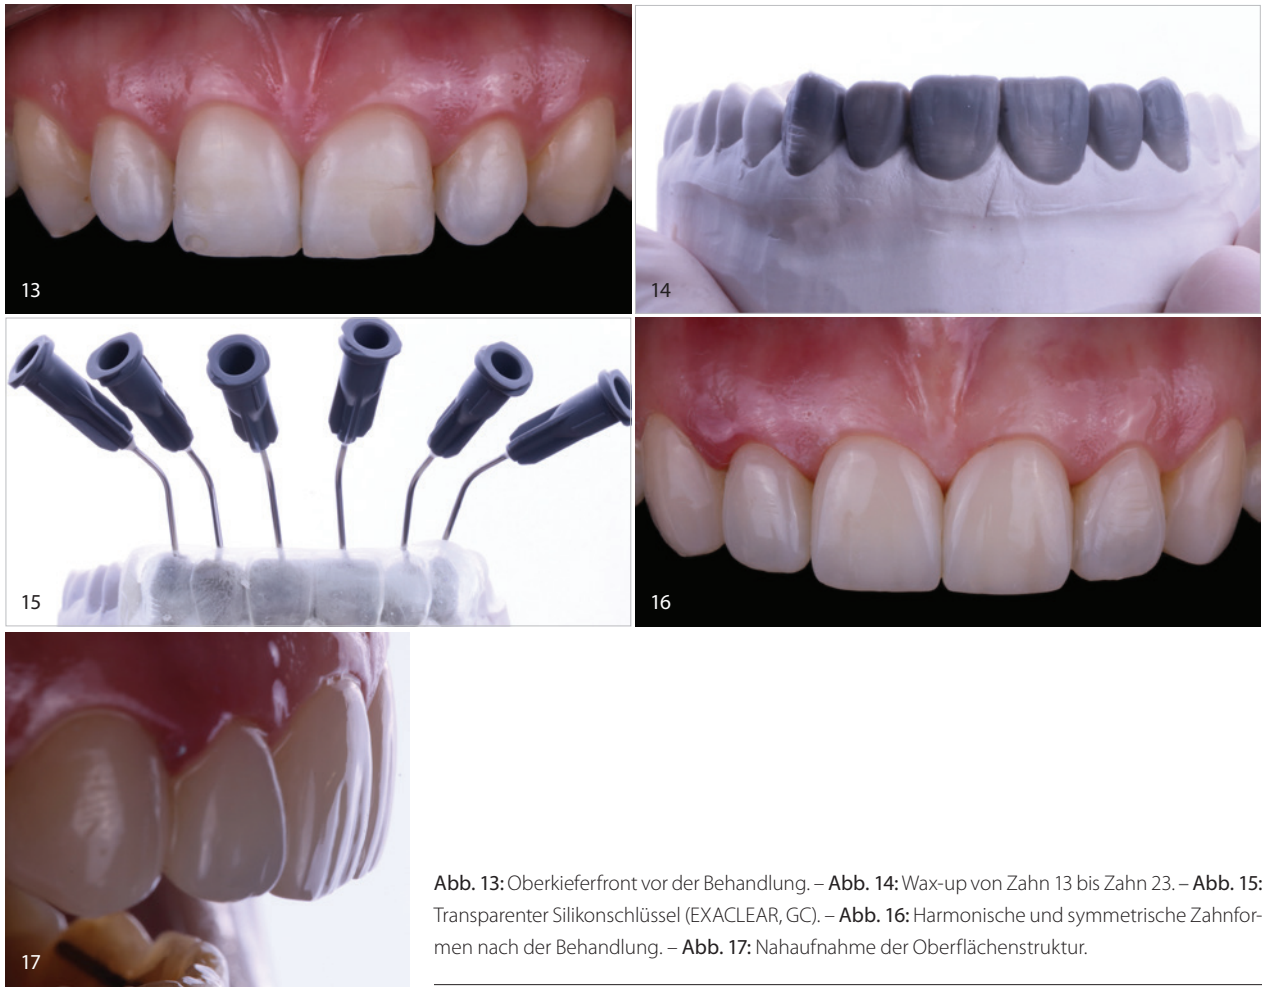 13
14
15
16
17
Abb. 13: Oberkieferfront vor der Behandlung. – Abb. 14: Wax-up von Zahn 13 bis Zahn 23. – Abb. 15:
Transparenter Silikonschlüssel (EXACLEAR, GC). – Abb. 16: Harmonische und symmetrische Zahnfor-
men nach der Behandlung. – Abb. 17: Nahaufnahme der Oberflächenstruktur.